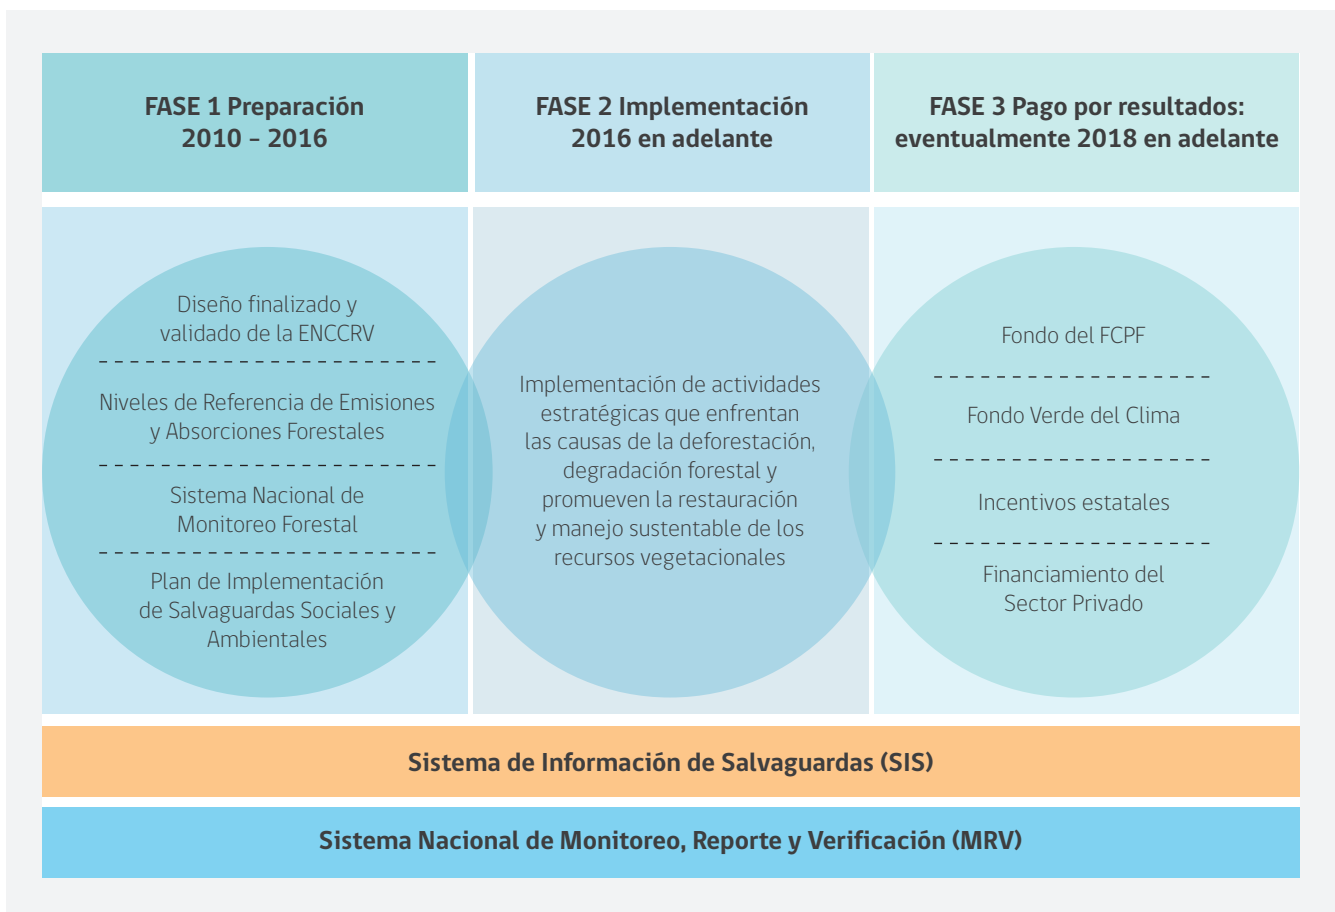 FASE 1 Preparación
2010 – 2016
FASE 2 Implementación
2016 en adelante
FASE 3 Pago por resultados:
eventualmente 2018 en adelante
Diseño finalizado y
validado de la ENCCRV
Niveles de Referencia de Emisiones
y Absorciones Forestales
Sistema Nacional de
Monitoreo Forestal
Plan de Implementación
de Salvaguardas Sociales y
Ambientales
Implementación de actividades
estratégicas que enfrentan
las causas de la deforestación,
degradación forestal y
promueven la restauración
y manejo sustentable de los
recursos vegetacionales
Fondo del FCPF
Fondo Verde del Clima
Incentivos estatales
Financiamiento del
Sector Privado
Sistema de Información de Salvaguardas (SIS)
Sistema Nacional de Monitoreo, Reporte y Verificación (MRV)